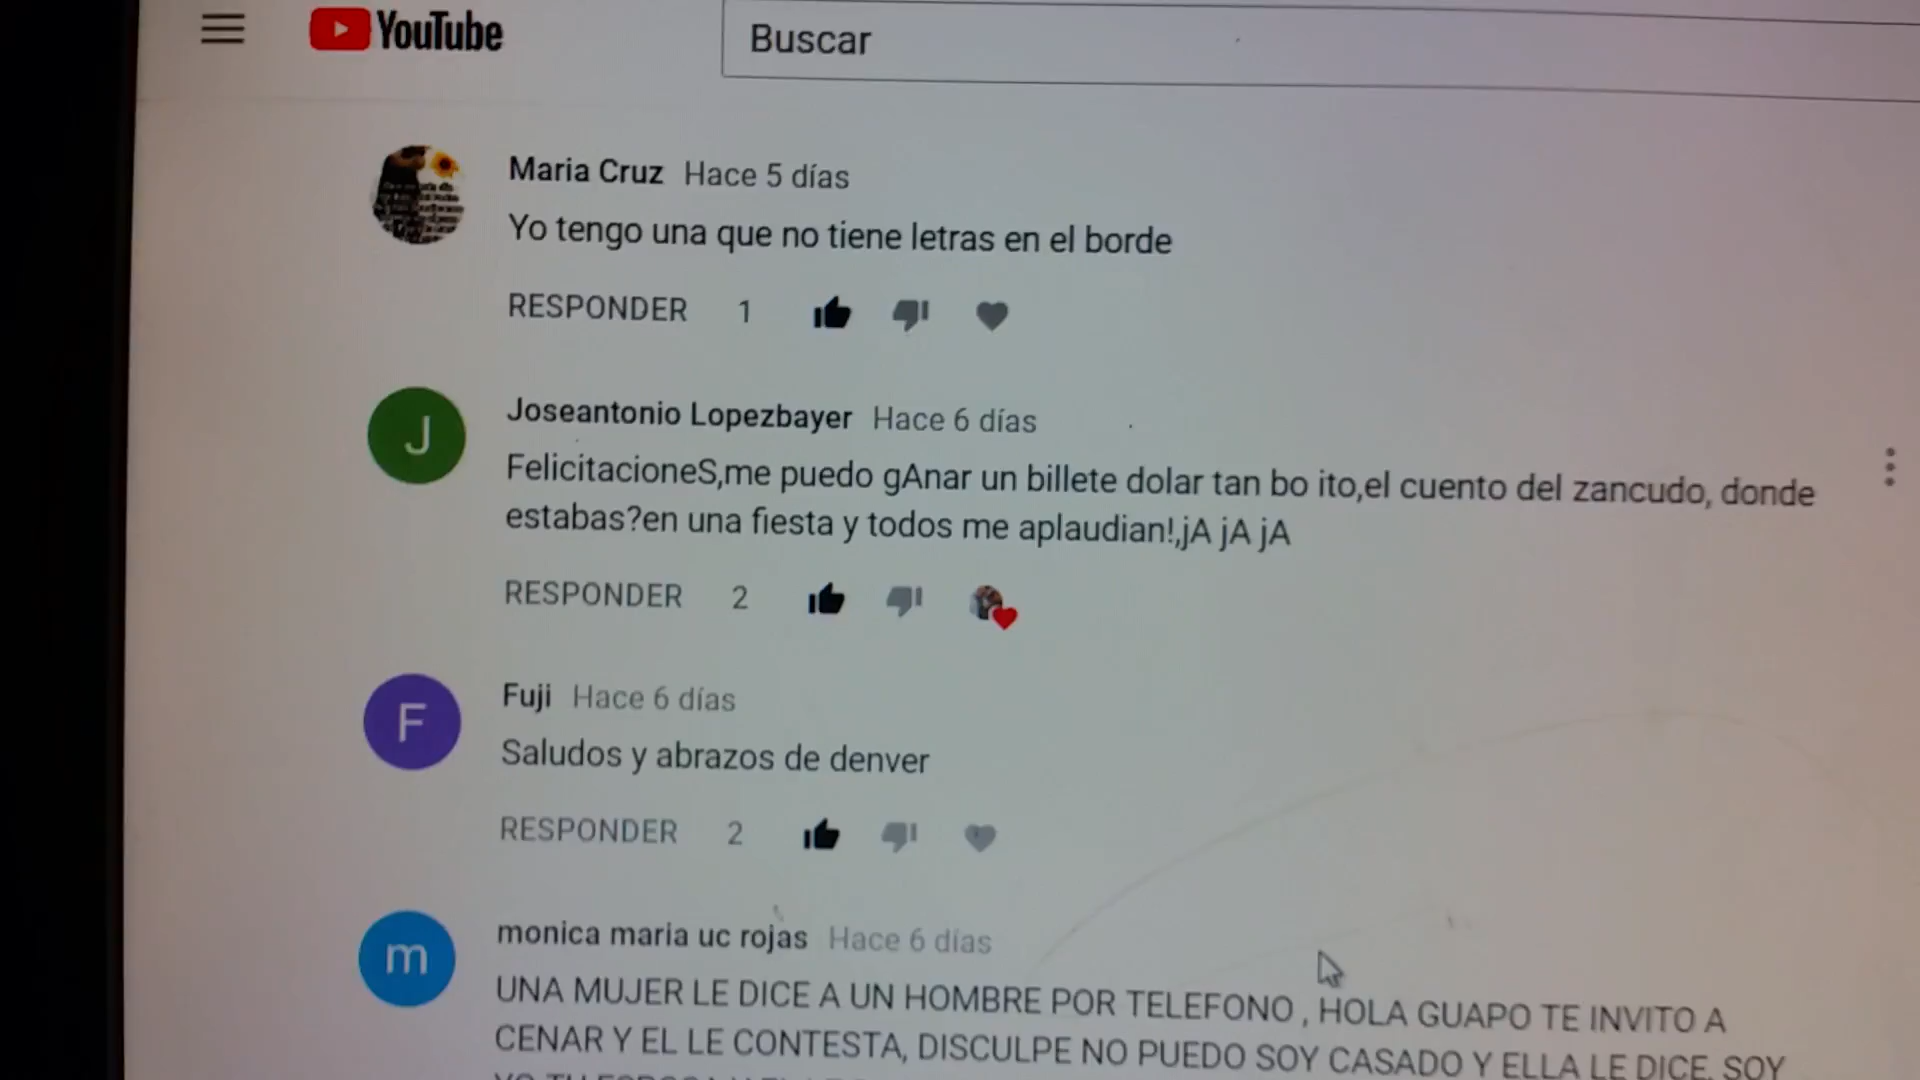 YouTube
Buscar
Maria Cruz Hace 5 días
Yo tengo una que no tiene letras en el borde
RESPONDER 1
J
Joseantonio Lopezbayer Hace 6 días
FelicitacioneS,me puedo gAnar un billete dolar tan bo ito,el cuento del zancudo, donde
estabas?en una fiesta y todos me aplaudian!,jA jA jA
RESPONDER 2
F
Fuji Hace 6 días
Saludos y abrazos de denver
RESPONDER 2
m
monica maria uc rojas Hace 6 días
UNA MUJER LE DICE A UN HOMBRE POR TELEFONO , HOLA GUAPO TE INVITO A
CENAR Y EL LE CONTESTA, DISCULPE NO PUEDO SOY CASADO Y ELLA LE DICE, SOY